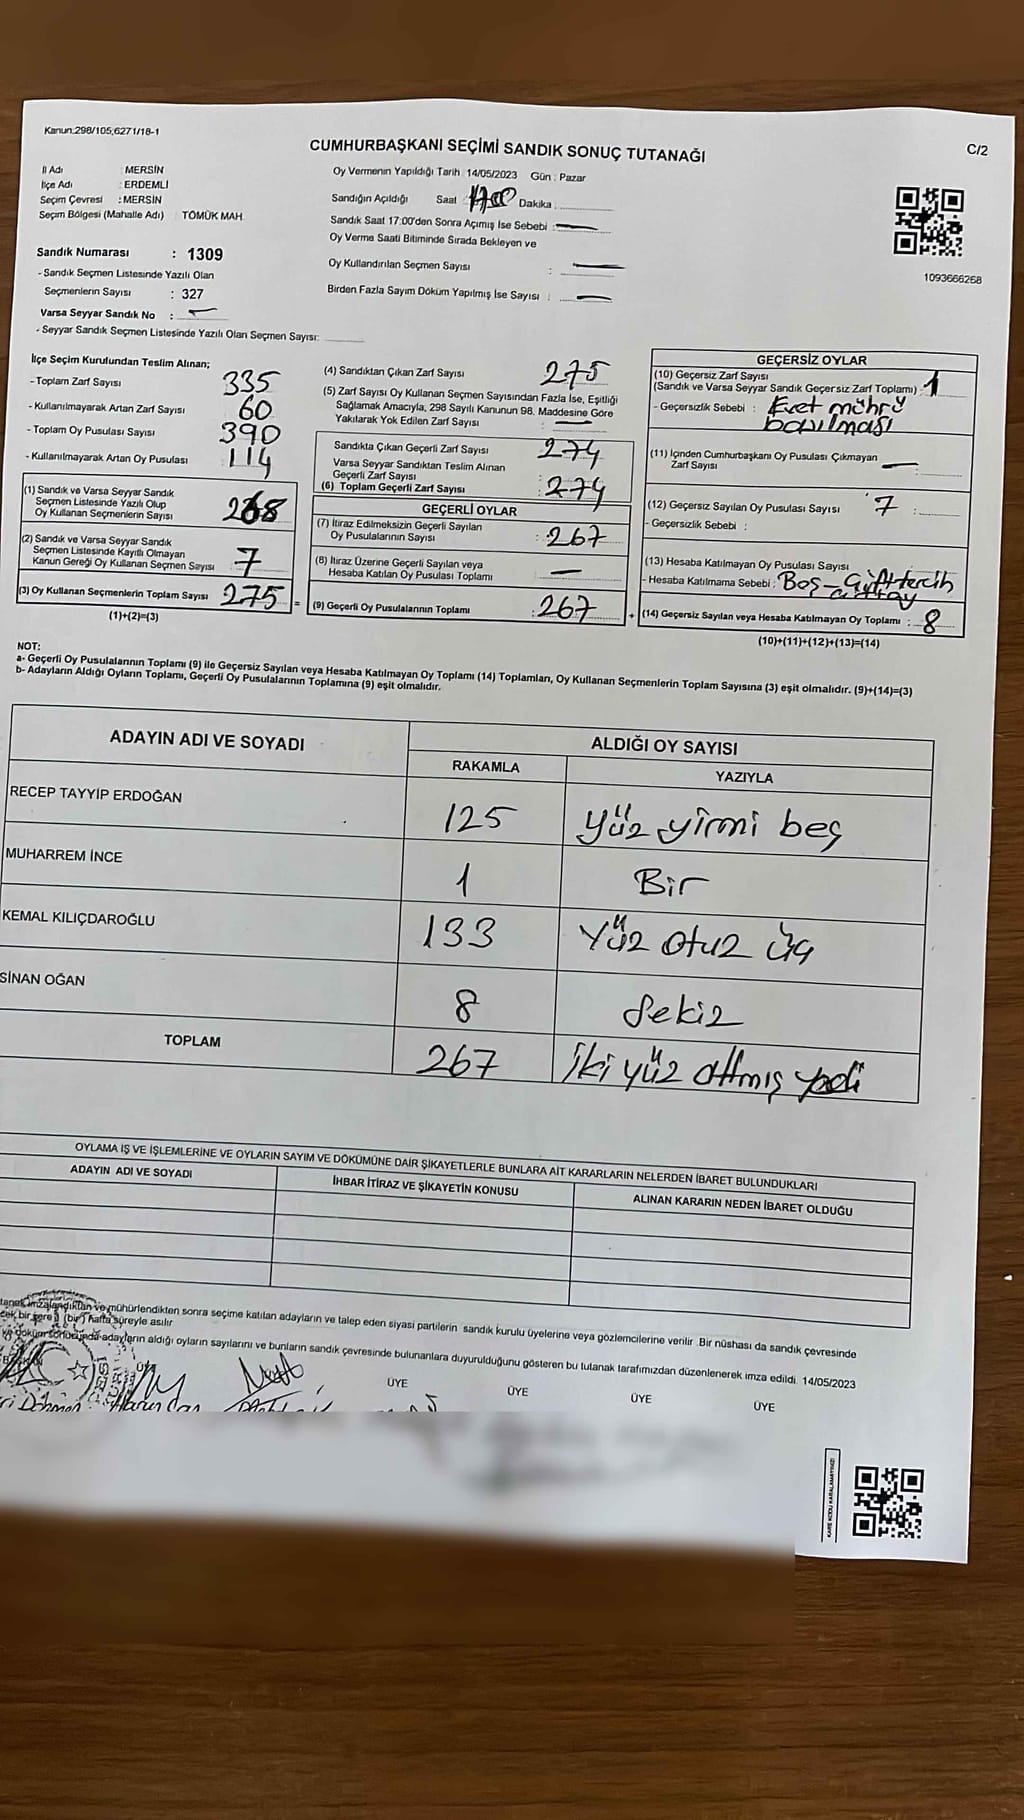 Kanun:298/105;6271/18-1
CUMHURBAŞKANI SEÇİMİ SANDIK SONUÇ TUTANAĞI
C/2
İl Adı : MERSİN
İlçe Adı : ERDEMLİ
Seçim Çevresi : MERSİN
Seçim Bölgesi (Mahalle Adı) TÖMÜK MAH.
Oy Vermenin Yapıldığı Tarih :14/05/2023 Gün : Pazar
Sandığın Açıldığı Saat : Dakika :
Sandık Saat 17:00'den Sonra Açmış İse Sebebi :
Oy Verme Saati Bitiminde Sırada Bekleyen ve
Oy Kullandırılan Seçmen Sayısı :
Birden Fazla Sayım Döküm Yapılmış İse Sayısı :
1093666268
Sandık Numarası : 1309
- Sandık Seçmen Listesinde Yazılı Olan
Seçmenlerin Sayısı : 327
Varsa Seyyar Sandık No :
- Seyyar Sandık Seçmen Listesinde Yazılı Olan Seçmen Sayısı:
İlçe Seçim Kurulundan Teslim Alınan;
- Toplam Zarf Sayısı 335
- Kullanılmayarak Artan Zarf Sayısı 60
- Toplam Oy Pusulası Sayısı 390
- Kullanılmayarak Artan Oy Pusulası 114
(1) Sandık ve Varsa Seyyar Sandık
Seçmen Listesinde Yazılı Olup
Oy Kullanan Seçmenlerin Sayısı 268
(2) Sandık ve Varsa Seyyar Sandık
Seçmen Listesinde Kayıtlı Olmayan
Kanun Gereği Oy Kullanan Seçmen Sayısı 7
(3) Oy Kullanan Seçmenlerin Toplam Sayısı 275 =
(1)+(2)=(3)
(4) Sandıktan Çıkan Zarf Sayısı 275
(5) Zarf Sayısı Oy Kullanan Seçmen Sayısından Fazla İse, Eşitliği
Sağlamak Amacıyla, 298 Sayılı Kanunun 98. Maddesine Göre
Yakılarak Yok Edilen Zarf Sayısı :
Sandıkta Çıkan Geçerli Zarf Sayısı : 274
Varsa Seyyar Sandıktan Teslim Alınan
Geçerli Zarf Sayısı
(6) Toplam Geçerli Zarf Sayısı : 274
GEÇERLİ OYLAR
(7) İtiraz Edilmeksizin Geçerli Sayılan
Oy Pusulalarının Sayısı : 267
(8) İtiraz Üzerine Geçerli Sayılan veya
Hesaba Katılan Oy Pusulası Toplamı :
(9) Geçerli Oy Pusulalarının Toplamı : 267 +
GEÇERSİZ OYLAR
(10) Geçersiz Zarf Sayısı
(Sandık ve Varsa Seyyar Sandık Geçersiz Zarf Toplamı) : 1
- Geçersizlik Sebebi : Evet mührü
basılması
(11) İçinden Cumhurbaşkanı Oy Pusulası Çıkmayan
Zarf Sayısı
(12) Geçersiz Sayılan Oy Pusulası Sayısı 7 :
- Geçersizlik Sebebi :
(13) Hesaba Katılmayan Oy Pusulası Sayısı
- Hesaba Katılmama Sebebi : Boş - Çift tercih
(14) Geçersiz Sayılan veya Hesaba Katılmayan Oy Toplamı : 8
(10)+(11)+(12)+(13)=(14)
NOT:
a- Geçerli Oy Pusulalarının Toplamı (9) ile Geçersiz Sayılan veya Hesaba Katılmayan Oy Toplamı (14) Toplamları, Oy Kullanan Seçmenlerin Toplam Sayısına (3) eşit olmalıdır. (9)+(14)=(3)
b- Adayların Aldığı Oyların Toplamı, Geçerli Oy Pusulalarının Toplamına (9) eşit olmalıdır.
ADAYIN ADI VE SOYADI
ALDIĞI OY SAYISI
RAKAMLA YAZIYLA
RECEP TAYYİP ERDOĞAN 125 yüz yirmi beş
MUHARREM İNCE 1 Bir
KEMAL KILIÇDAROĞLU 133 Yüz otuz üç
SİNAN OĞAN 8 Sekiz
TOPLAM 267 İki yüz altmış yedi
OYLAMA İŞ VE İŞLEMLERİNE VE OYLARIN SAYIM VE DÖKÜMÜNE DAİR ŞİKAYETLERLE BUNLARA AİT KARARLARIN NELERDEN İBARET BULUNDUKLARI
ADAYIN ADI VE SOYADI İHBAR İTİRAZ VE ŞİKAYETİN KONUSU ALINAN KARARIN NEDEN İBARET OLDUĞU
imzalandıktan ve mühürlendikten sonra seçime katılan adayların ve talep eden siyasi partilerin sandık kurulu üyelerine veya gözlemcilerine verilir. Bir nüshası da sandık çevresinde
bir yere 1 (bir) hafta süreyle asılır
ve döküm sonucunda adayların aldığı oyların sayılarını ve bunların sandık çevresinde bulunanlara duyurulduğunu gösteren bu tutanak tarafımızdan düzenlenerek imza edildi. 14/05/2023
ÜYE ÜYE ÜYE ÜYE ÜYE
KARE KODU KARALAMAYINIZ!